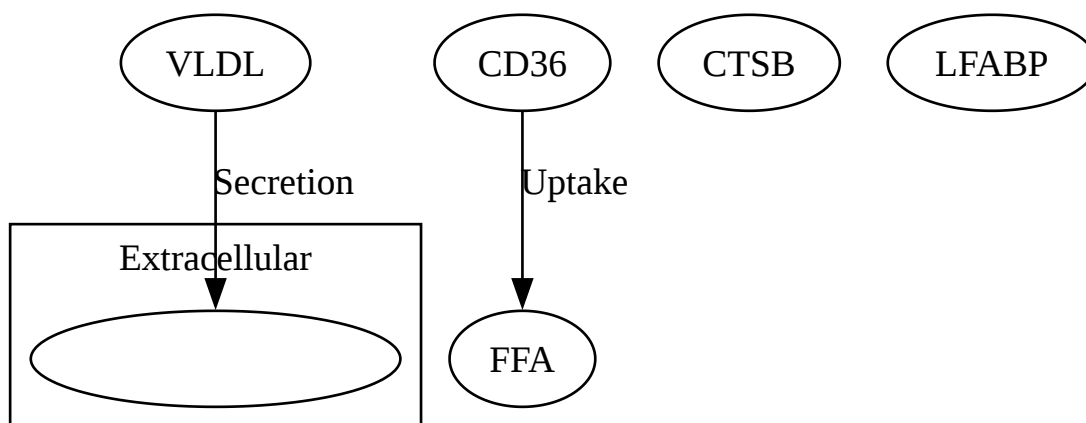 VLDL
CD36
CTSB
LFABP
Secretion
Uptake
Extracellular
FFA